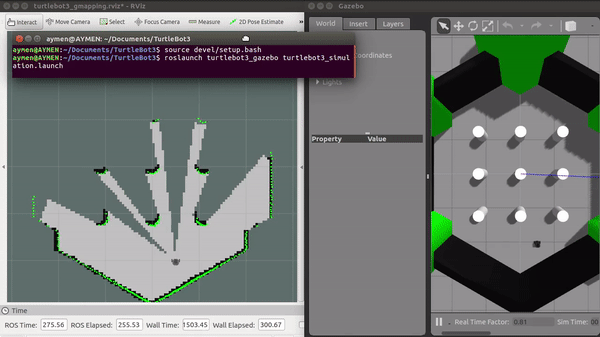 turtlebot3_gmapping.rviz* - RViz
Interact Move Camera Select Focus Camera Measure 2D Pose Estimate
aymen@AYMEN: ~/Documents/TurtleBot3
aymen@AYMEN:~/Documents/TurtleBot3$ source devel/setup.bash
aymen@AYMEN:~/Documents/TurtleBot3$ roslaunch turtlebot3_gazebo turtlebot3_simul
ation.launch
Time
ROS Time: 275.56 ROS Elapsed: 255.53 Wall Time: 1503.45 Wall Elapsed: 300.67
Gazebo
World Insert Layers
Coordinates
Lights
Property Value
Real Time Factor: 0.81 Sim Time: 00